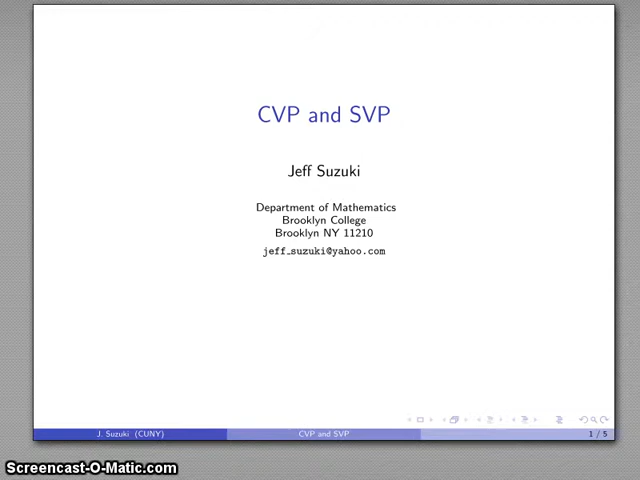 CVP and SVP
Jeff Suzuki
Department of Mathematics
Brooklyn College
Brooklyn NY 11210
jeff_suzuki@yahoo.com
J. Suzuki (CUNY)
CVP and SVP
1 / 5
Screencast-O-Matic.com